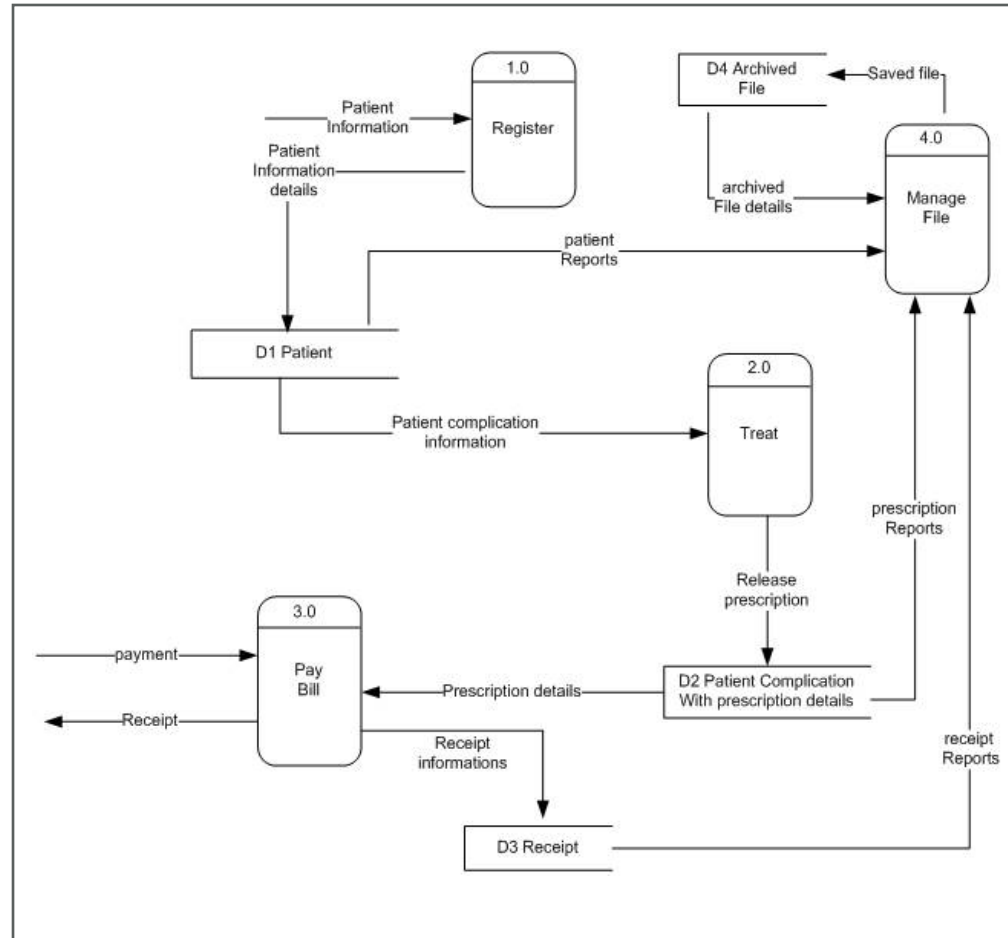 1.0
Register
D4 Archived
File
Saved file
4.0
Manage
File
Patient
Information
Patient
Information
details
archived
File details
patient
Reports
D1 Patient
2.0
Treat
Patient complication
information
prescription
Reports
Release
prescription
3.0
Pay
Bill
payment
Receipt
Prescription details
D2 Patient Complication
With prescription details
Receipt
informations
receipt
Reports
D3 Receipt